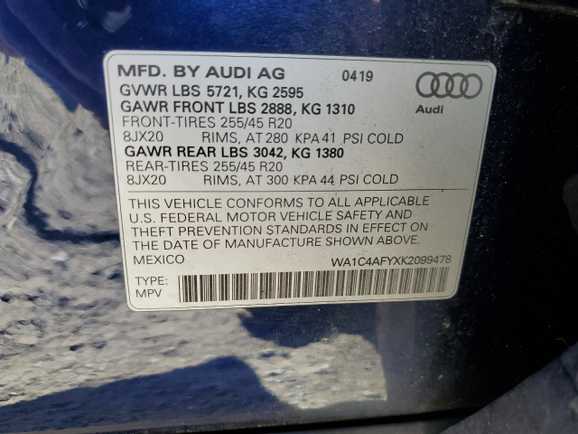 MFD. BY AUDI AG 0419
GVWR LBS 5721, KG 2595
GAWR FRONT LBS 2888, KG 1310
FRONT-TIRES 255/45 R20
8JX20 RIMS, AT 280 KPA 41 PSI COLD
GAWR REAR LBS 3042, KG 1380
REAR-TIRES 255/45 R20
8JX20 RIMS, AT 300 KPA 44 PSI COLD
Audi
THIS VEHICLE CONFORMS TO ALL APPLICABLE
U.S. FEDERAL MOTOR VEHICLE SAFETY AND
THEFT PREVENTION STANDARDS IN EFFECT ON
THE DATE OF MANUFACTURE SHOWN ABOVE.
MEXICO WA1C4AFYXK2099478
TYPE:
MPV